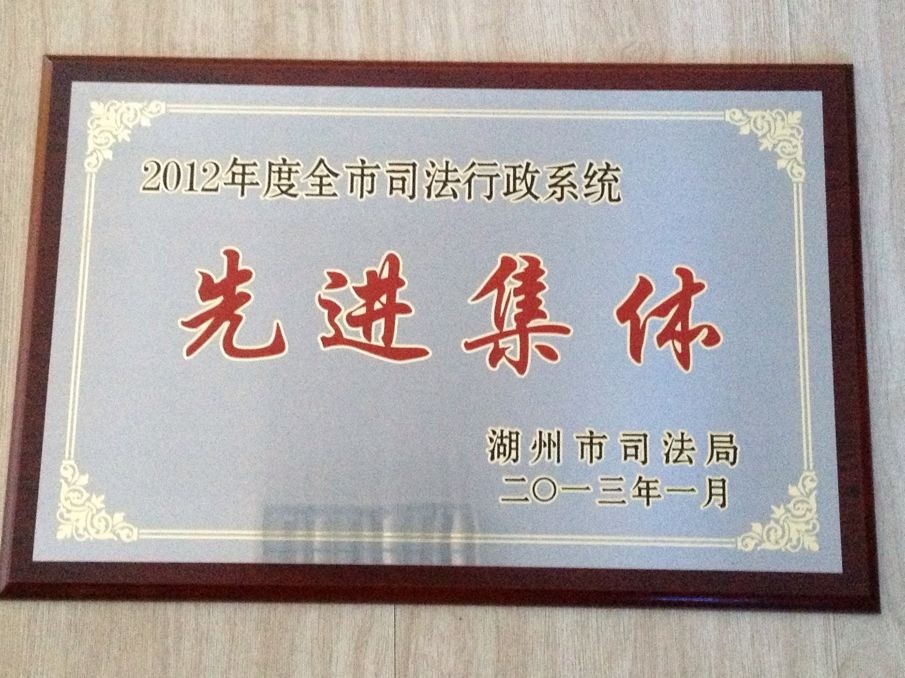 2012年度全市司法行政系统
先进集体
湖州市司法局
二〇一三年一月